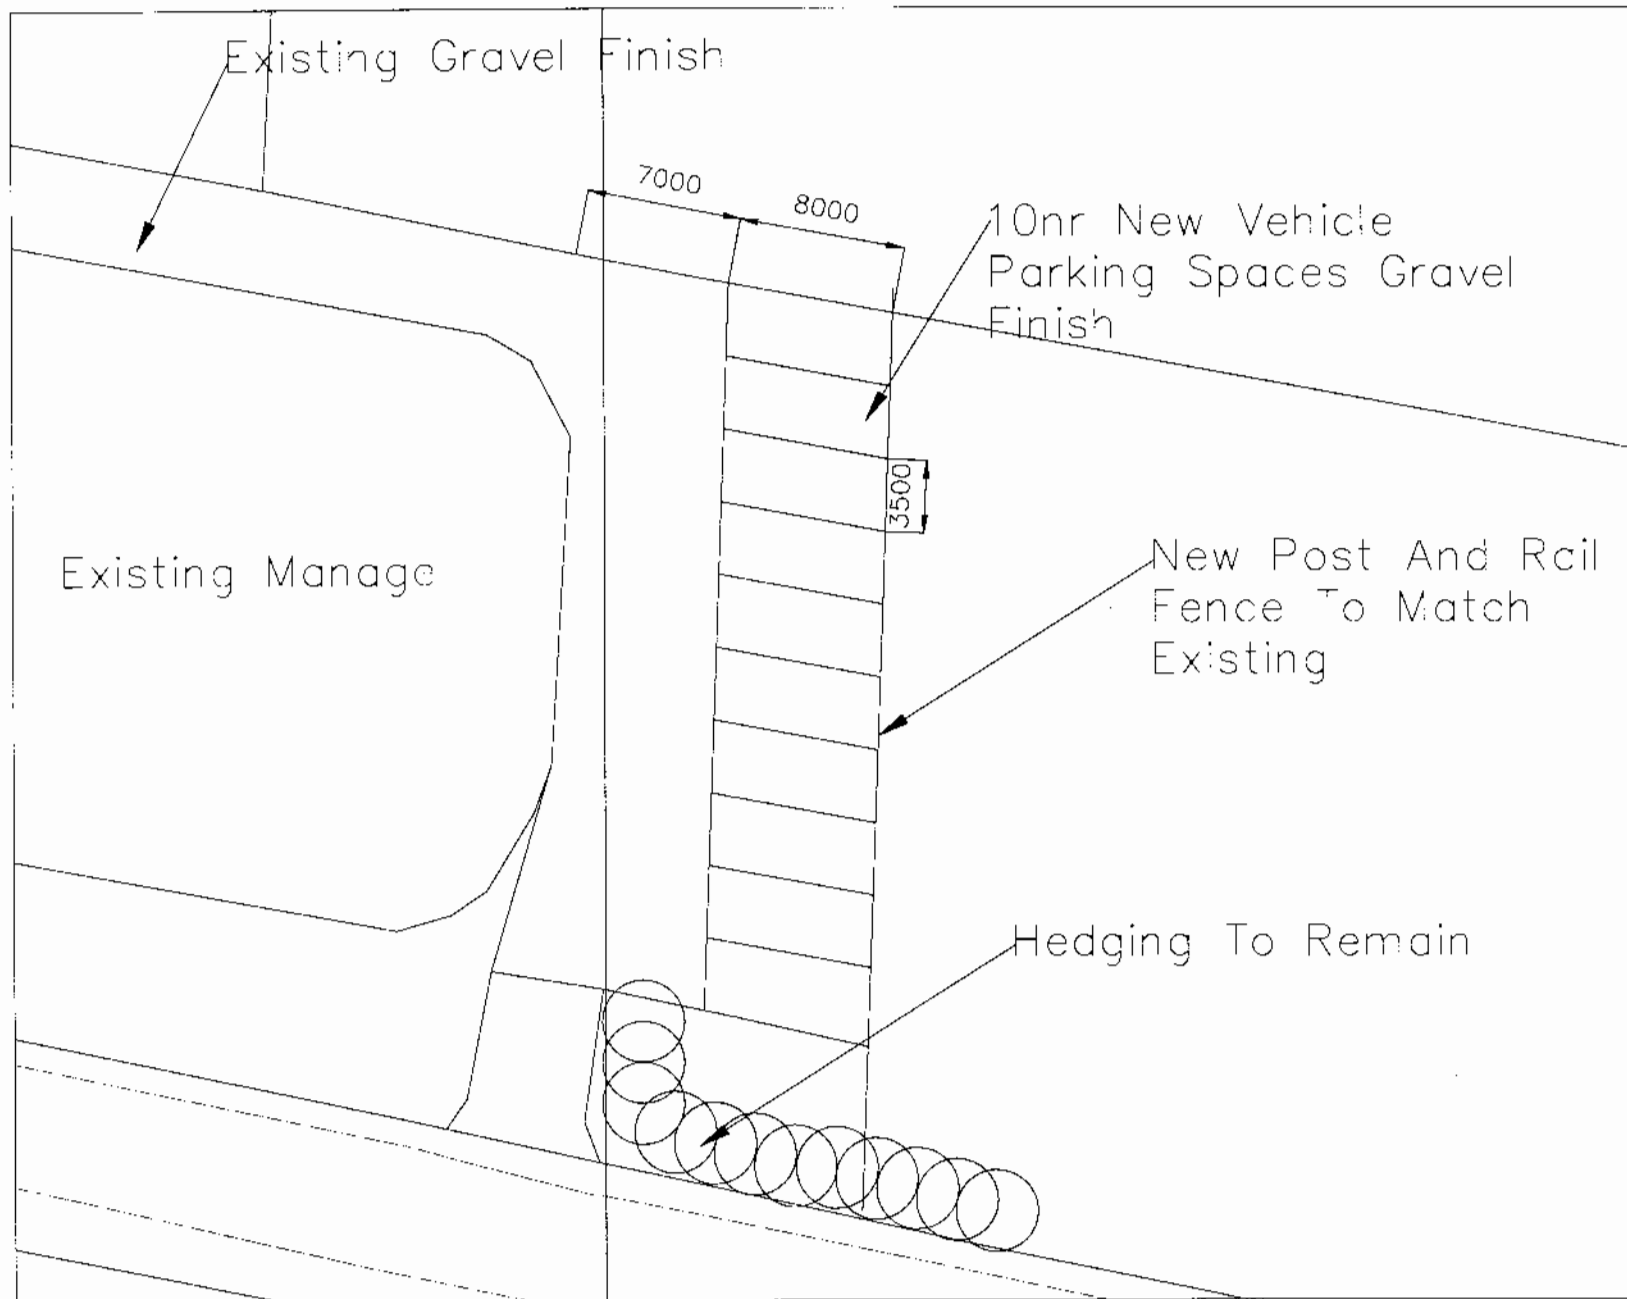 Existing Gravel Finish
7000
8000
10nr New Vehicle
Parking Spaces Gravel
Finish
3500
Existing Manage
New Post And Rail
Fence To Match
Existing
Hedging To Remain